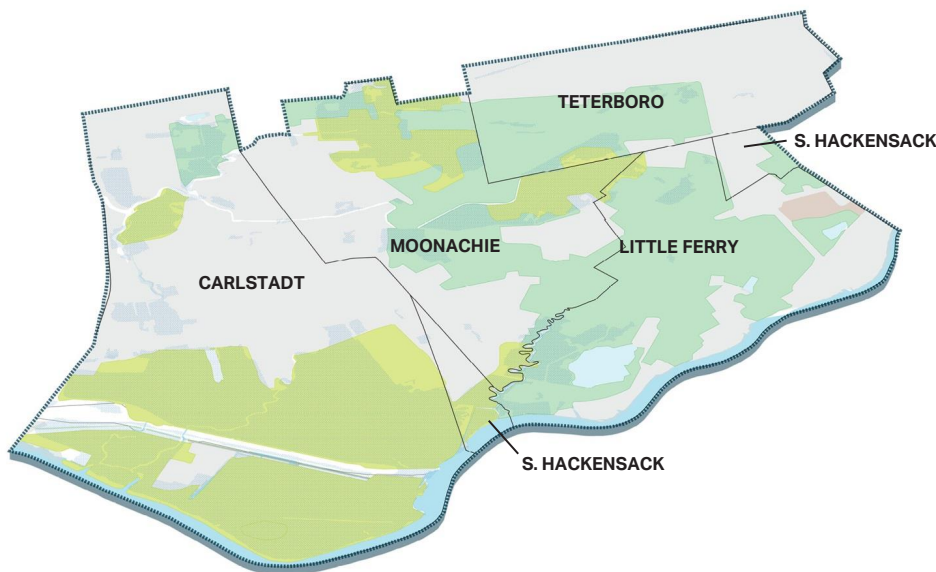 TETERBORO
S. HACKENSACK
MOONACHIE
LITTLE FERRY
CARLSTADT
S. HACKENSACK